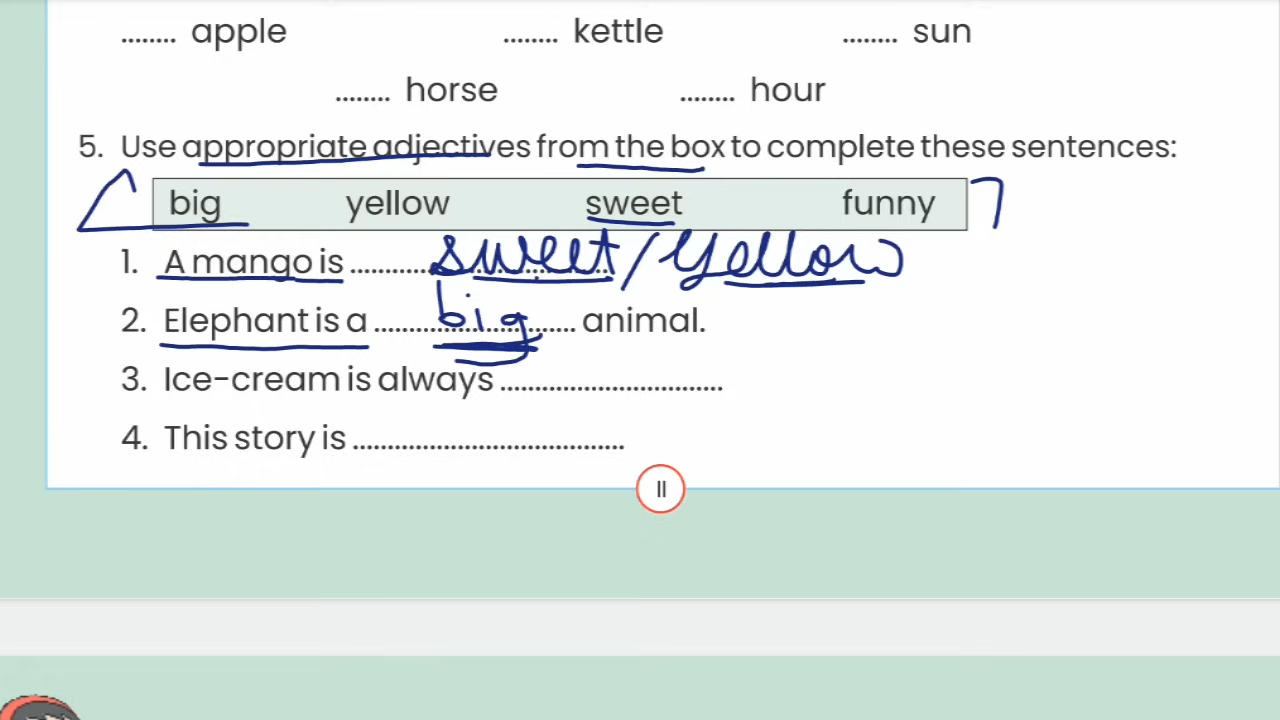 ........ apple ........ kettle ........ sun
........ horse ........ hour
5. Use appropriate adjectives from the box to complete these sentences:
big yellow sweet funny
1. A mango is ............ sweet/yellow
2. Elephant is a ......... big ....... animal.
3. Ice-cream is always ................................
4. This story is .......................................
11